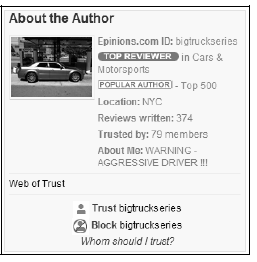 About the Author
Epinions.com ID: bigtruckseries
TOP REVIEWER in Cars &
Motorsports
POPULAR AUTHOR - Top 500
Location: NYC
Reviews written: 374
Trusted by: 79 members
About Me: WARNING -
AGGRESSIVE DRIVER !!!
Web of Trust
Trust bigtruckseries
Block bigtruckseries
Whom should I trust?